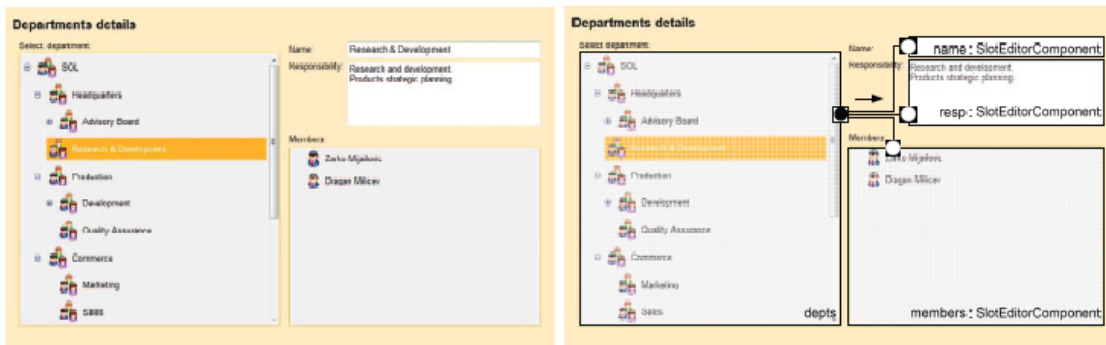 Departments details
Select department:
SOL
Headquarters
Advisory Board
Research & Development
Production
Development
Quality Assurance
Commerce
Marketing
Sales
Name:
Research & Development
Responsibility:
Research and development.
Products strategic planning
Members:
Zarko Mijailovic
Dragan Milicev
Departments details
Select department:
SOL
Headquarters
Advisory Board
Research & Development
Production
Development
Quality Assurance
Commerce
Marketing
Sales
depts
Name:
name : SlotEditorComponent
Responsibility:
Research and development.
Products strategic planning
resp : SlotEditorComponent
Members:
Zarko Mijailovic
Dragan Milicev
members : SlotEditorComponent